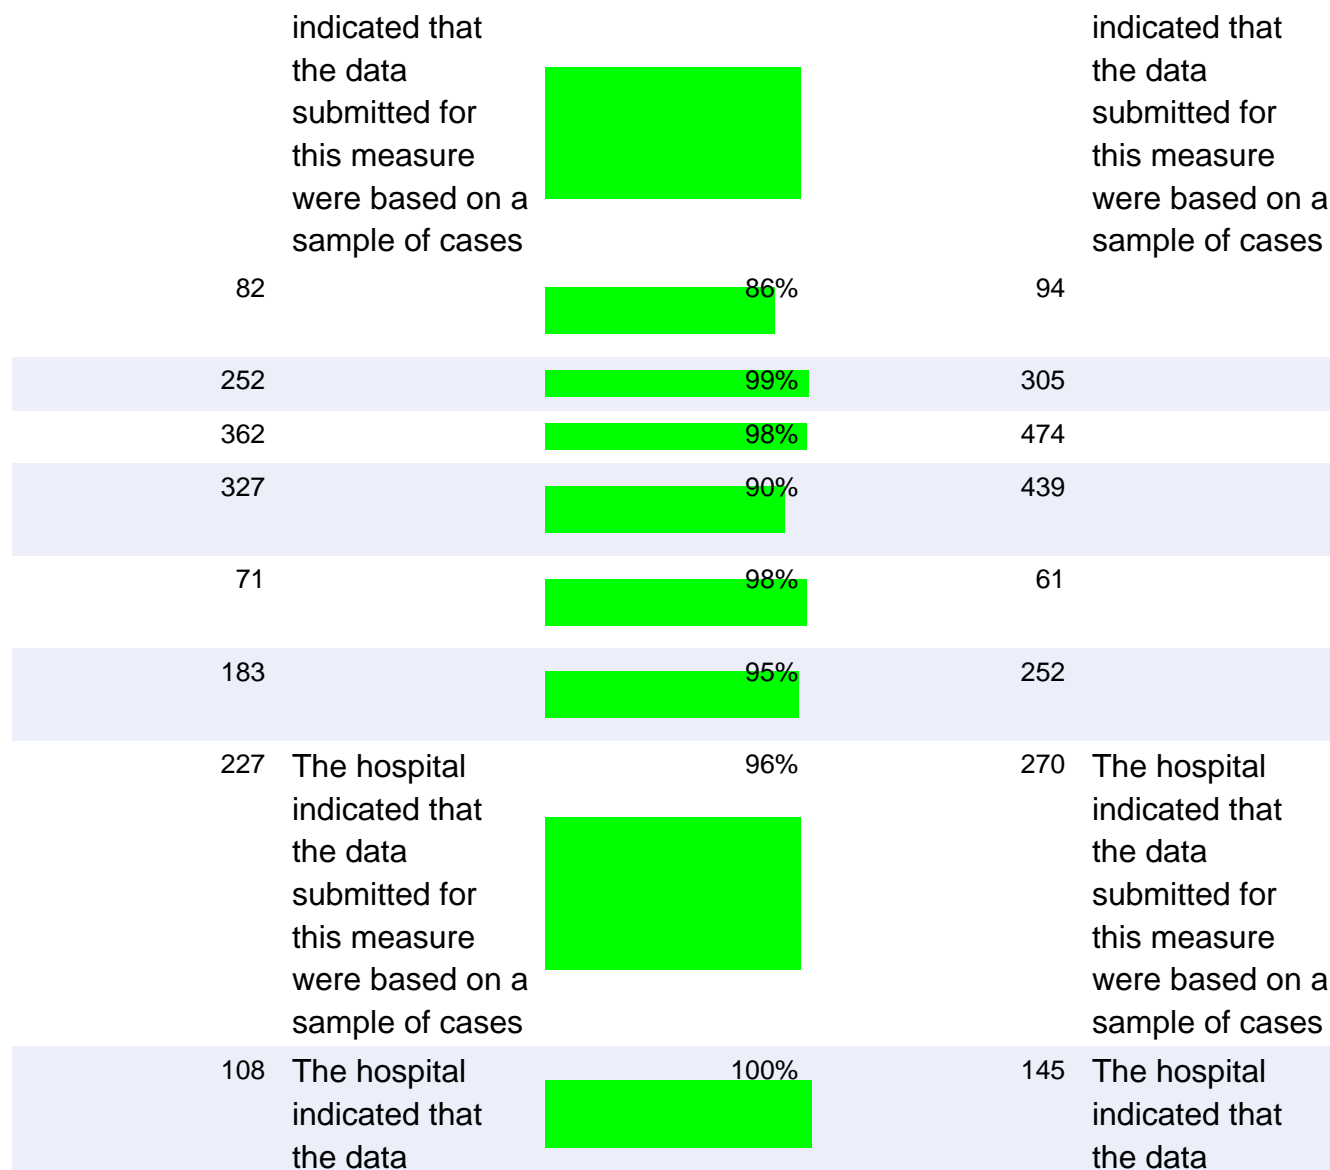 indicated that indicated that
the data the data
submitted for submitted for
this measure this measure
were based on a were based on a
sample of cases sample of cases
82 86% 94
252 99% 305
362 98% 474
327 90% 439
71 98% 61
183 95% 252
227 The hospital 96% 270 The hospital
indicated that indicated that
the data the data
submitted for submitted for
this measure this measure
were based on a were based on a
sample of cases sample of cases
108 The hospital 100% 145 The hospital
indicated that indicated that
the data the data